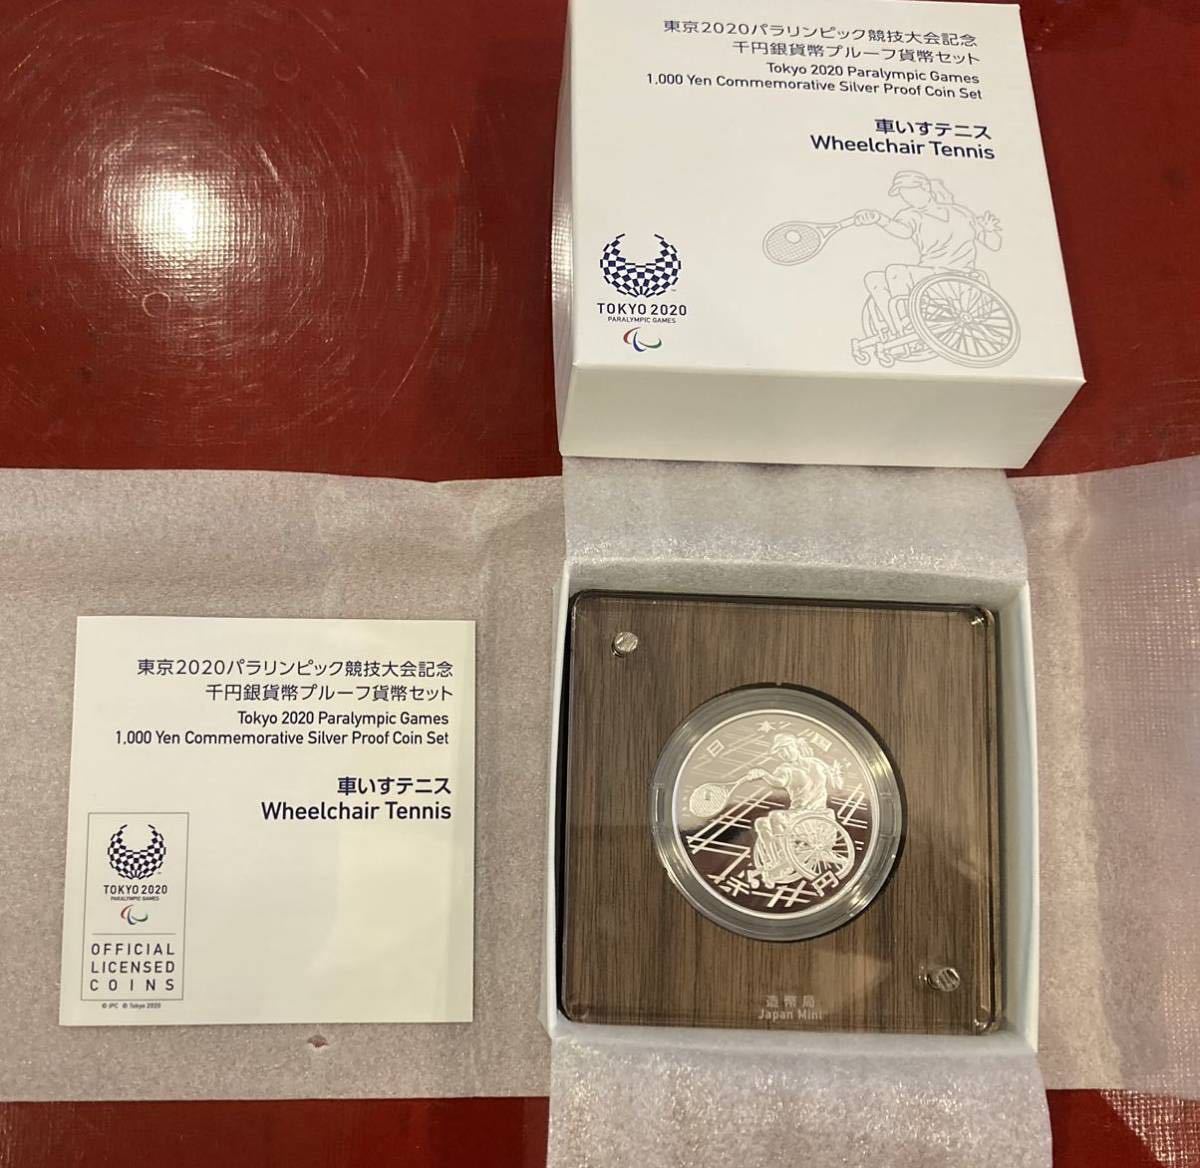 東京2020パラリンピック競技大会記念
千円銀貨幣プルーフ貨幣セット
Tokyo 2020 Paralympic Games
1,000 Yen Commemorative Silver Proof Coin Set
車いすテニス
Wheelchair Tennis
TOKYO 2020
PARALYMPIC GAMES
東京2020パラリンピック競技大会記念
千円銀貨幣プルーフ貨幣セット
Tokyo 2020 Paralympic Games
1,000 Yen Commemorative Silver Proof Coin Set
車いすテニス
Wheelchair Tennis
TOKYO 2020
PARALYMPIC GAMES
OFFICIAL
LICENSED
COINS
© IPC © Tokyo 2020
日本国
千円
造幣局
Japan Mint